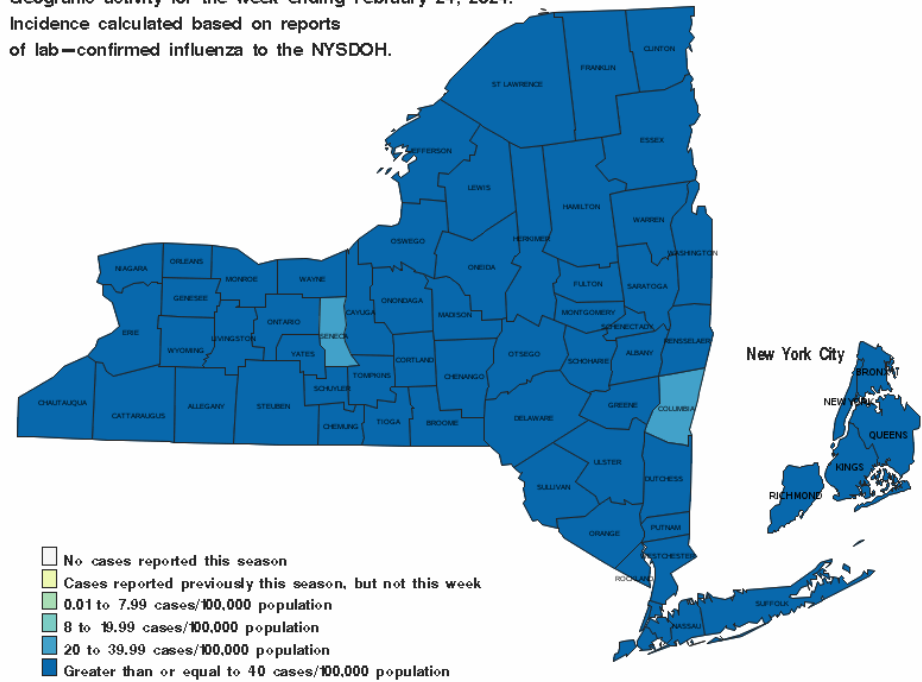 Incidence calculated based on reports
of lab-confirmed influenza to the NYSDOH.
CLINTON
FRANKLIN
ST LAWRENCE
ESSEX
JEFFERSON
LEWIS
HAMILTON
WARREN
HERKIMER
OSWEGO
WASHINGTON
ORLEANS
NIAGARA
ONEIDA
MONROE
WAYNE
FULTON
SARATOGA
GENESEE
ONONDAGA
CAYUGA
MADISON
MONTGOMERY
ONTARIO
SCHENECTADY
ERIE
SENECA
LIVINGSTON
RENSSELAER
WYOMING
YATES
OTSEGO
ALBANY
SCHOHARIE
CORTLAND
New York City
BRONX
TOMPKINS
CHENANGO
SCHUYLER
CHAUTAUQUA
ALLEGANY
STEUBEN
GREENE
COLUMBIA
NEW YORK
CATTARAUGUS
DELAWARE
TIOGA
BROOME
CHEMUNG
QUEENS
ULSTER
KINGS
DUTCHESS
SULLIVAN
RICHMOND
PUTNAM
ORANGE
WESTCHESTER
ROCKLAND
SUFFOLK
NASSAU
No cases reported this season
Cases reported previously this season, but not this week
0.01 to 7.99 cases/100,000 population
8 to 19.99 cases/100,000 population
20 to 39.99 cases/100,000 population
Greater than or equal to 40 cases/100,000 population